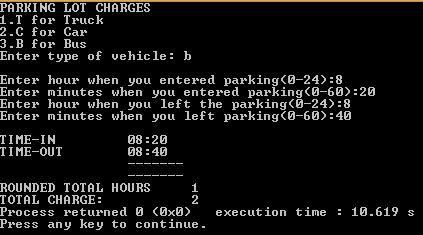 PARKING LOT CHARGES
1.T for Truck
2.C for Car
3.B for Bus
Enter type of vehicle: b
Enter hour when you entered parking(0-24):8
Enter minutes when you entered parking(0-60):20
Enter hour when you left the parking(0-24):8
Enter minutes when you left parking(0-60):40
TIME-IN 08:20
TIME-OUT 08:40
-------
-------
ROUNDED TOTAL HOURS 1
TOTAL CHARGE: 2
Process returned 0 (0x0) execution time : 10.619 s
Press any key to continue.